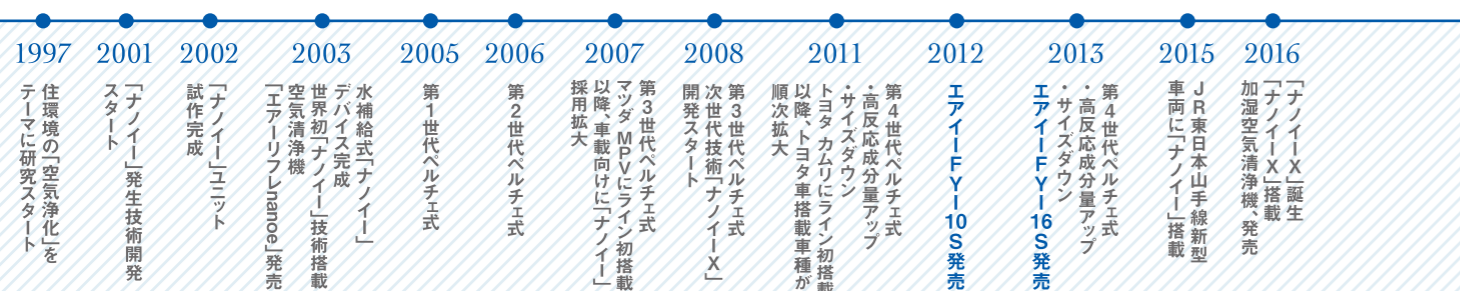 1997
住環境の「空気浄化」を
テーマに研究スタート
2001
「ナノイー」発生技術開発
スタート
2002
「ナノイー」ユニット
試作完成
2003
水補給式「ナノイー」
デバイス完成
世界初「ナノイー」技術搭載
空気清浄機
「エアーリフレnanoe」発売
2005
第1世代ペルチェ式
2006
第2世代ペルチェ式
2007
第3世代ペルチェ式
マツダ MPVにライン初搭載
以降、車載向けに「ナノイー」
採用拡大
2008
第3世代ペルチェ式
次世代技術「ナノイーX」
開発スタート
2011
第4世代ペルチェ式
・高反応成分量アップ
・サイズダウン
トヨタ カムリにライン初搭載
以降、トヨタ車搭載車種が
順次拡大
2012
エアイーFYー10S発売
2013
第4世代ペルチェ式
・高反応成分量アップ
・サイズダウン
エアイーFYー16S発売
2015
JR東日本山手線新型
車両に「ナノイー」搭載
2016
「ナノイーX」誕生
「ナノイーX」搭載
加湿空気清浄機、発売